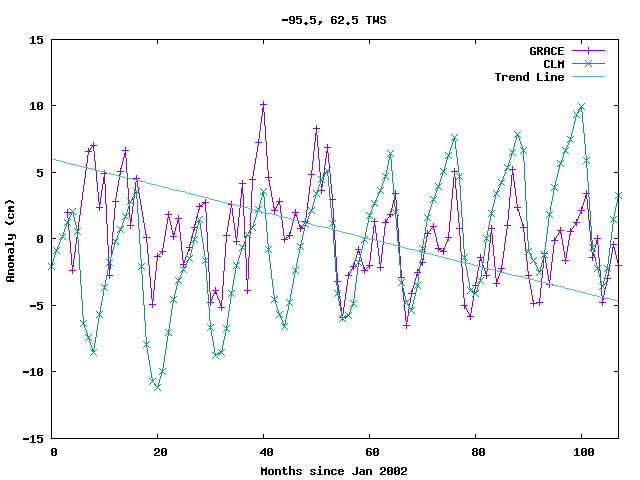 -95.5, 62.5 TWS
GRACE
CLM
Trend Line
15
10
5
0
-5
-10
-15
Anomaly (cm)
0 20 40 60 80 100
Months since Jan 2002